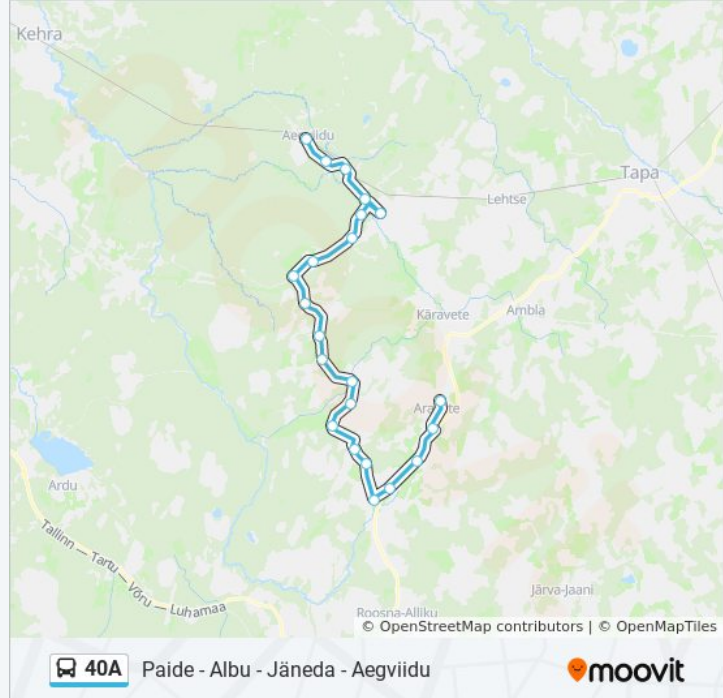 Kehra
Aegviidu
Tapa
Lehtse
Käravete
Ambla
Aravete
Ardu
Tallinn — Tartu — Võru — Luhamaa
Järva-Jaani
Roosna-Alliku
© OpenStreetMap contributors | © OpenMapTiles
40A Paide - Albu - Jäneda - Aegviidu
moovit